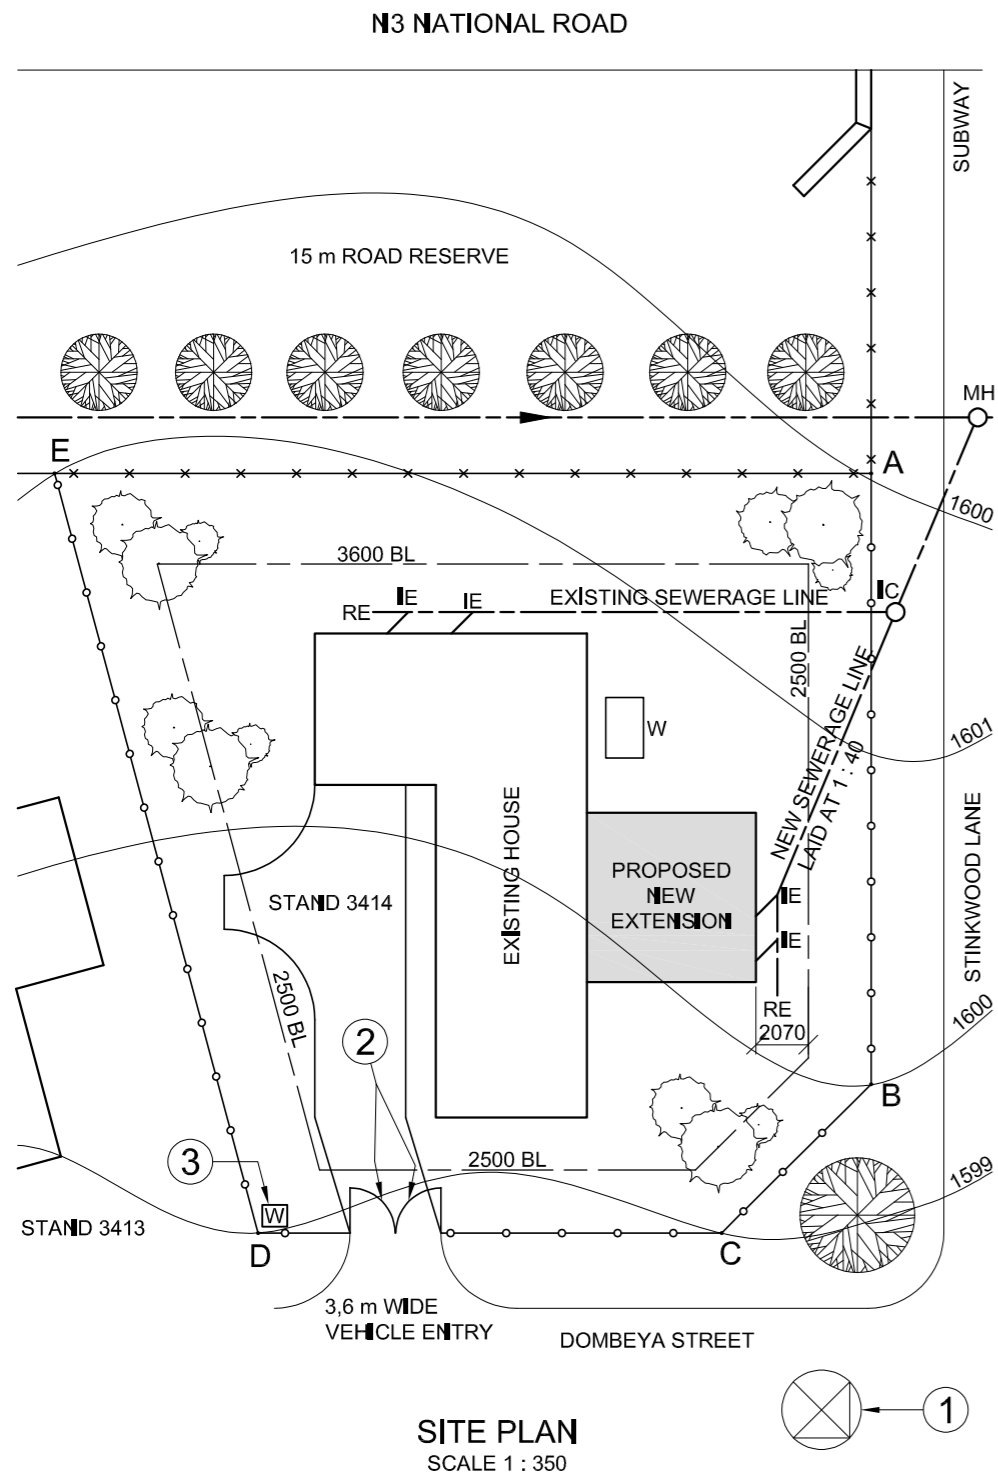 N3 NATIONAL ROAD
SUBWAY
15 m ROAD RESERVE
MH
E
A
1600
3600 BL
IE
IE
RE
EXISTING SEWERAGE LINE
IC
2500 BL
W
1601
NEW SEWERAGE LINE
LAID AT 1 : 40
EXISTING HOUSE
PROPOSED
NEW
EXTENSION
STAND 3414
IE
IE
STINKWOOD LANE
2500 BL
RE
2070
1600
2
B
3
2500 BL
1599
W
STAND 3413
D
C
3,6 m WIDE
VEHICLE ENTRY
DOMBEYA STREET
1
SITE PLAN
SCALE 1 : 350